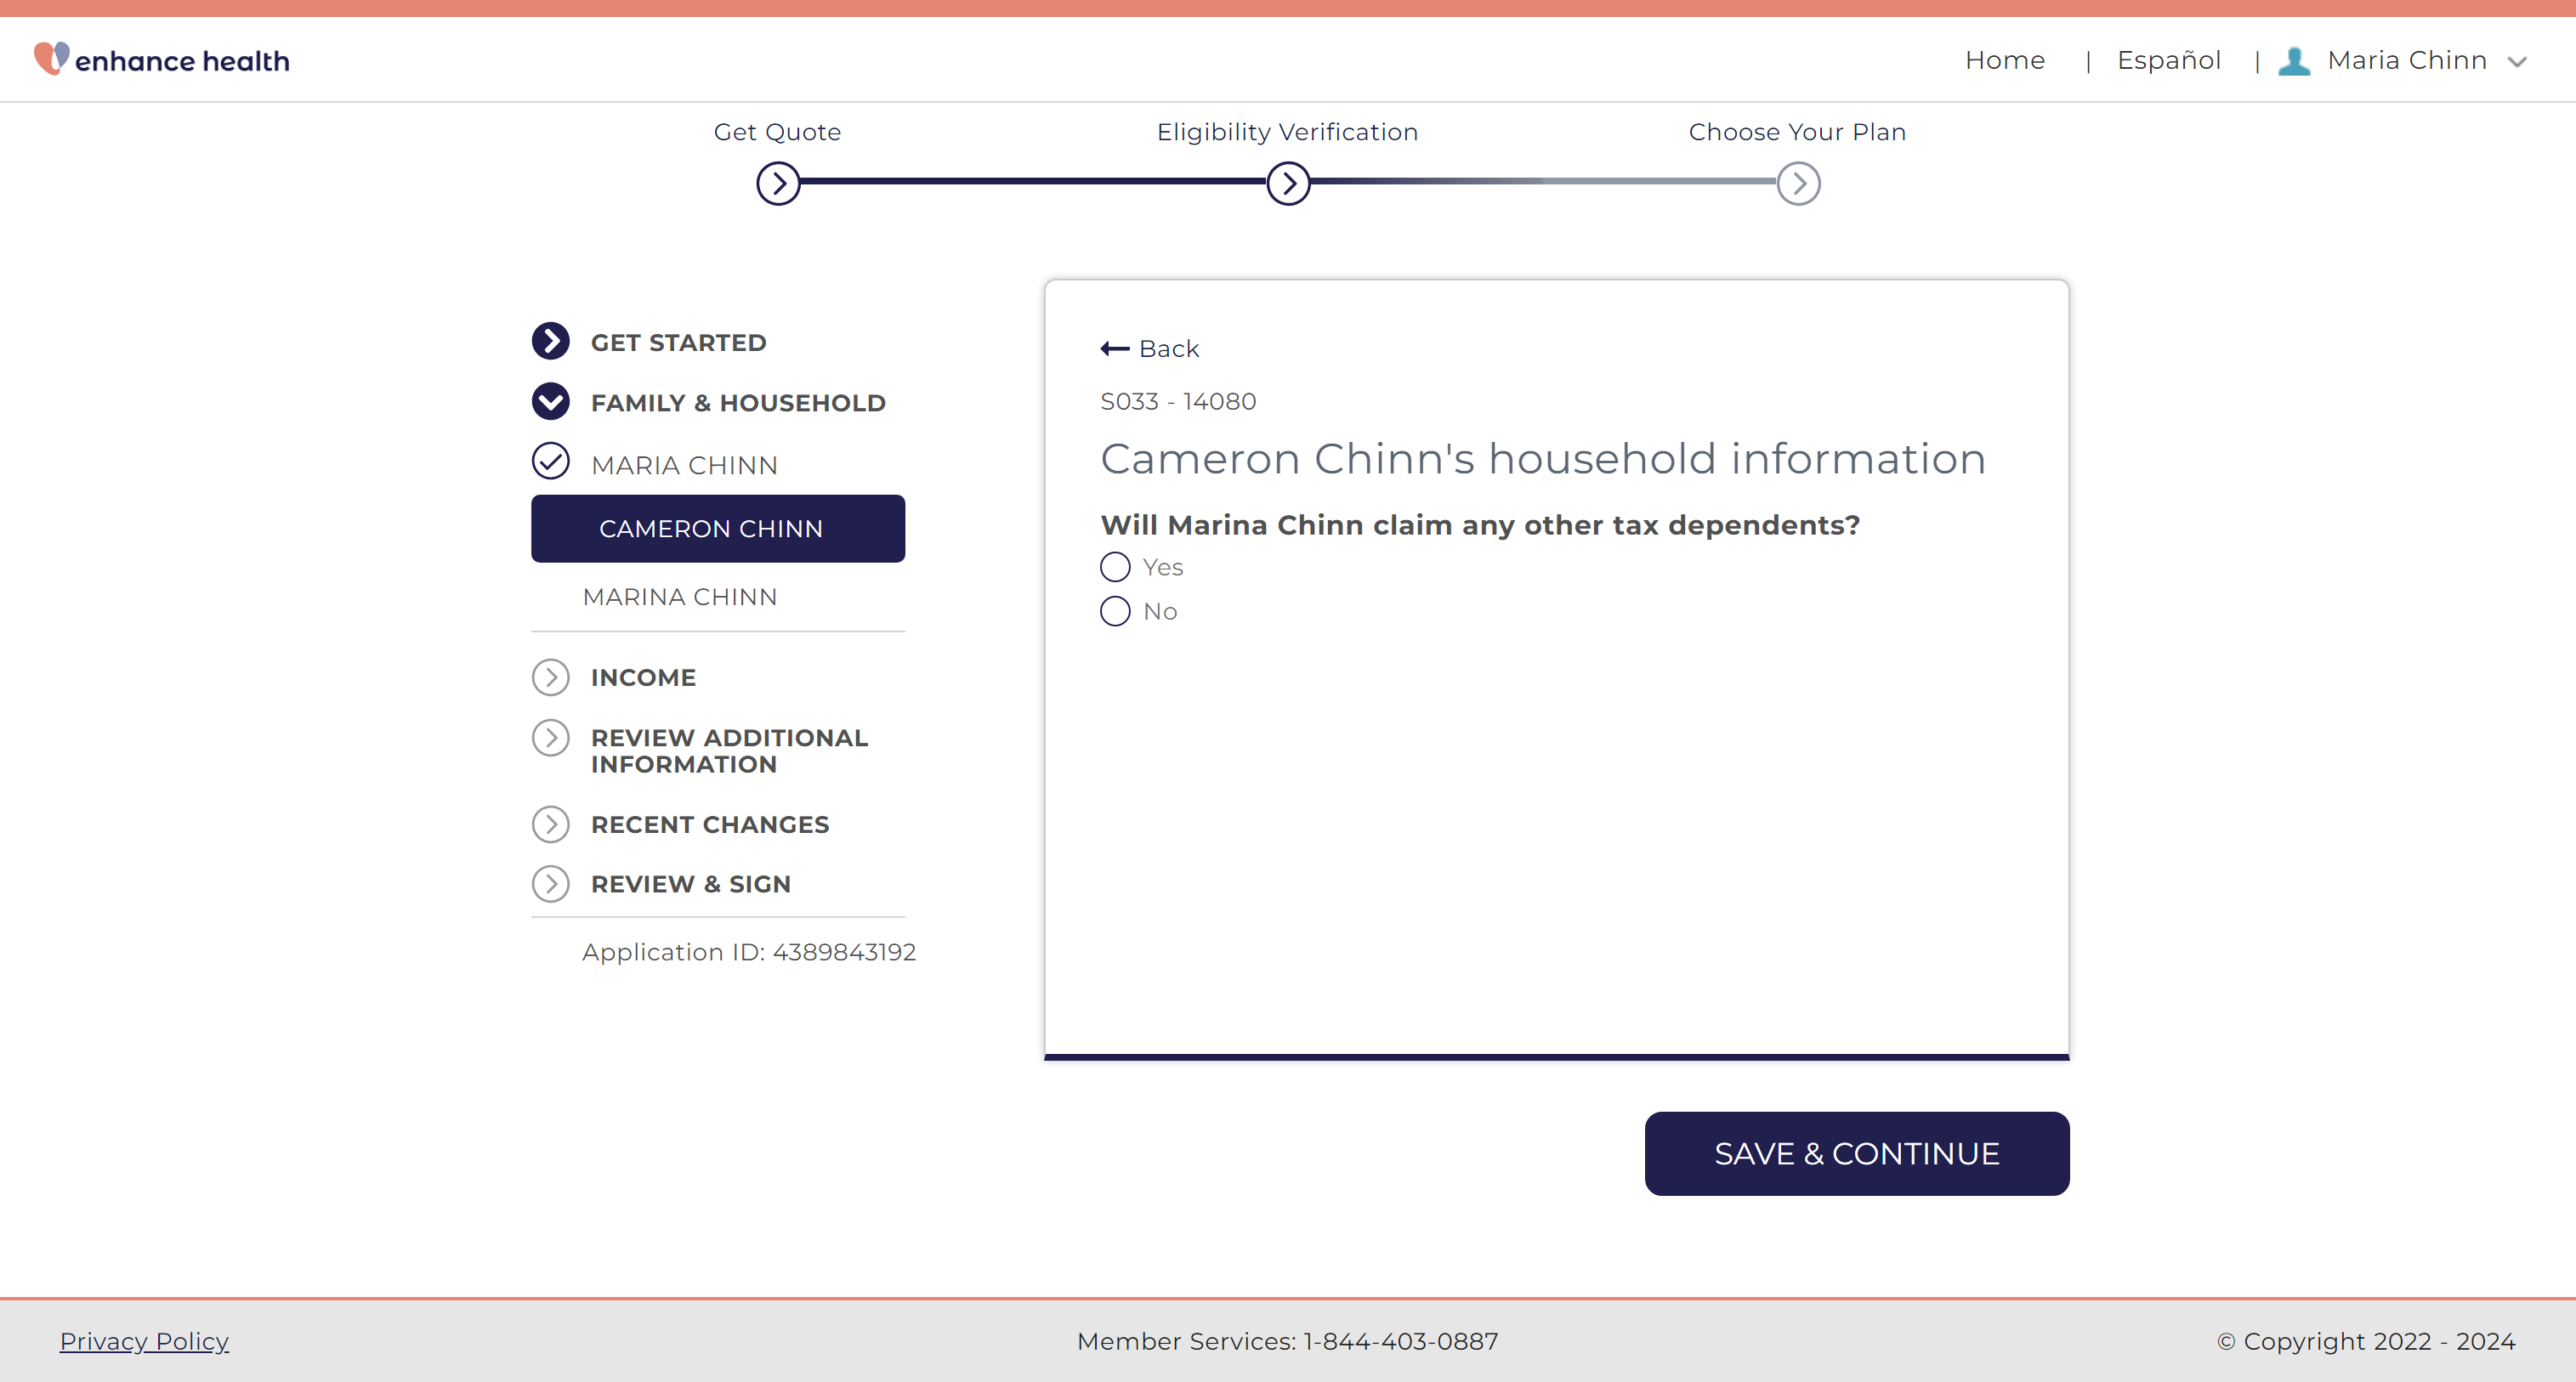 enhance health
Home | Español | Maria Chinn
Get Quote
Eligibility Verification
Choose Your Plan
GET STARTED
FAMILY & HOUSEHOLD
MARIA CHINN
CAMERON CHINN
MARINA CHINN
INCOME
REVIEW ADDITIONAL
INFORMATION
RECENT CHANGES
REVIEW & SIGN
Application ID: 4389843192
Back
S033 - 14080
Cameron Chinn's household information
Will Marina Chinn claim any other tax dependents?
Yes
No
SAVE & CONTINUE
Privacy Policy
Member Services: 1-844-403-0887
© Copyright 2022 - 2024